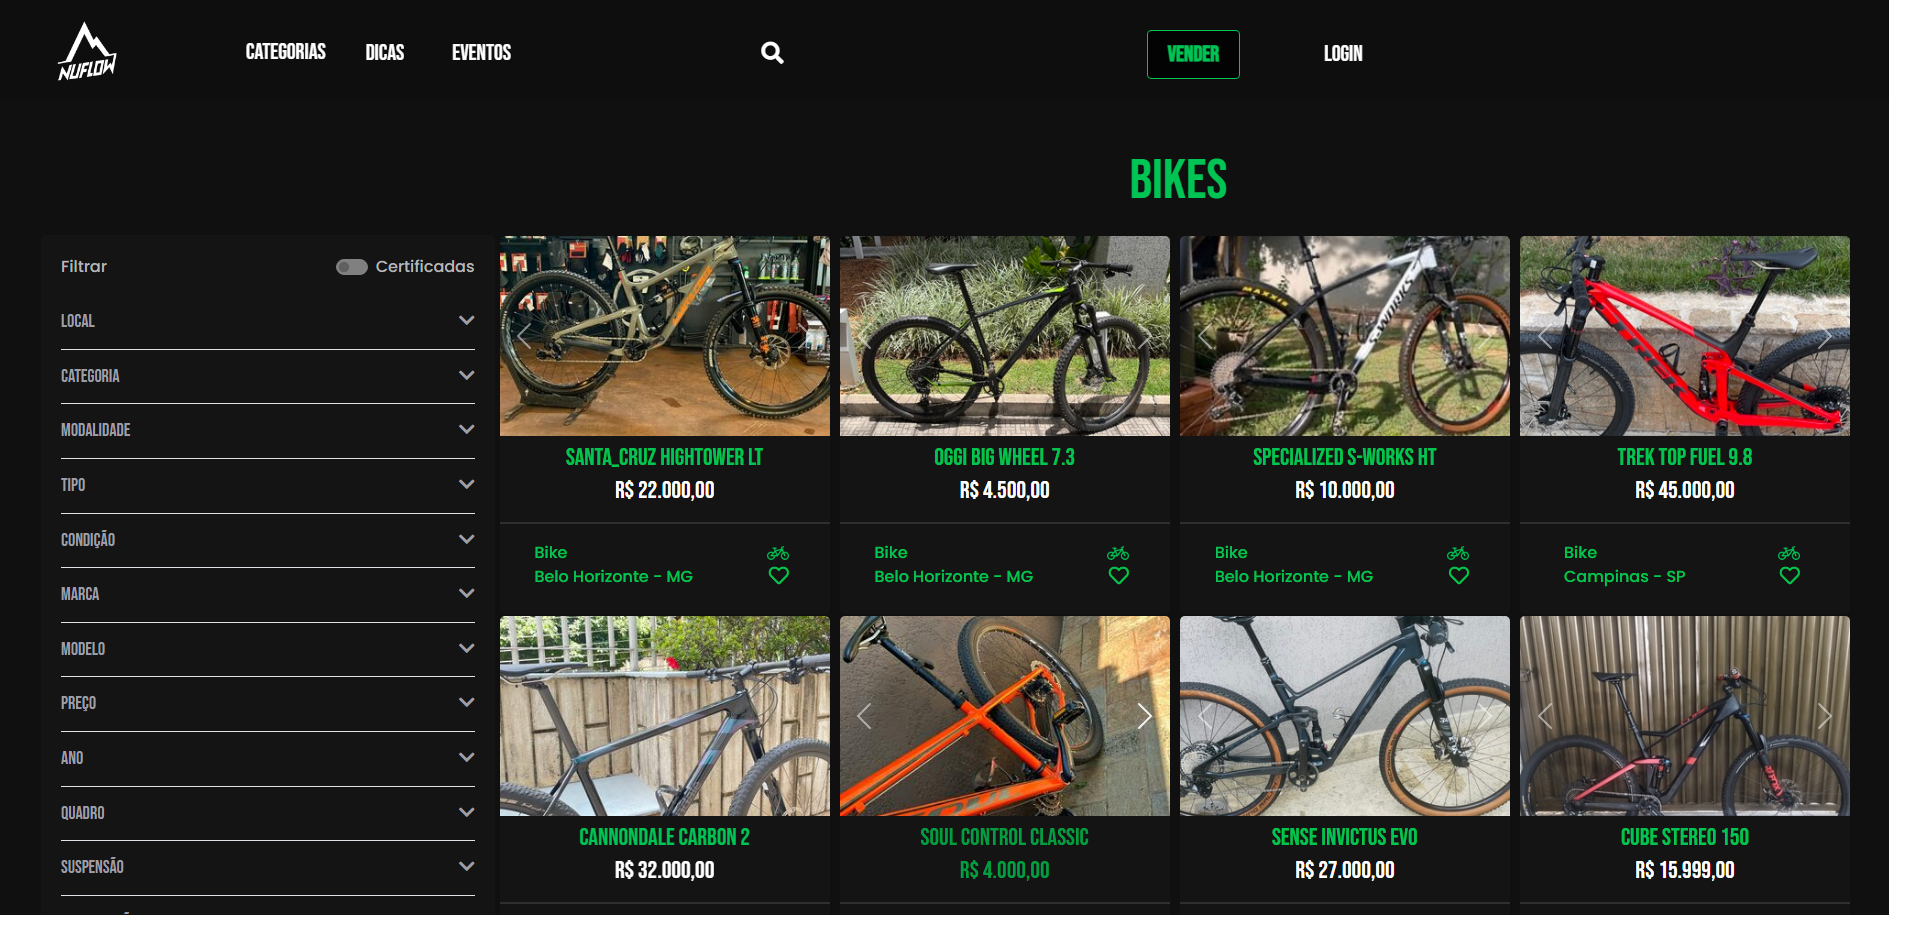 NUFLOW
CATEGORIAS DICAS EVENTOS VENDER LOGIN
BIKES
Filtrar Certificadas
LOCAL
CATEGORIA
MODALIDADE
TIPO
CONDIÇÃO
MARCA
MODELO
PREÇO
ANO
QUADRO
SUSPENSÃO
MAXXIS
S-WORKS
TREK
SANTA_CRUZ HIGHTOWER LT
R$ 22.000,00
Bike
Belo Horizonte - MG
OGGI BIG WHEEL 7.3
R$ 4.500,00
Bike
Belo Horizonte - MG
SPECIALIZED S-WORKS HT
R$ 10.000,00
Bike
Belo Horizonte - MG
TREK TOP FUEL 9.8
R$ 45.000,00
Bike
Campinas - SP
SOUL
CANNONDALE CARBON 2
R$ 32.000,00
SOUL CONTROL CLASSIC
R$ 4.000,00
SENSE INVICTUS EVO
R$ 27.000,00
CUBE STEREO 150
R$ 15.999,00